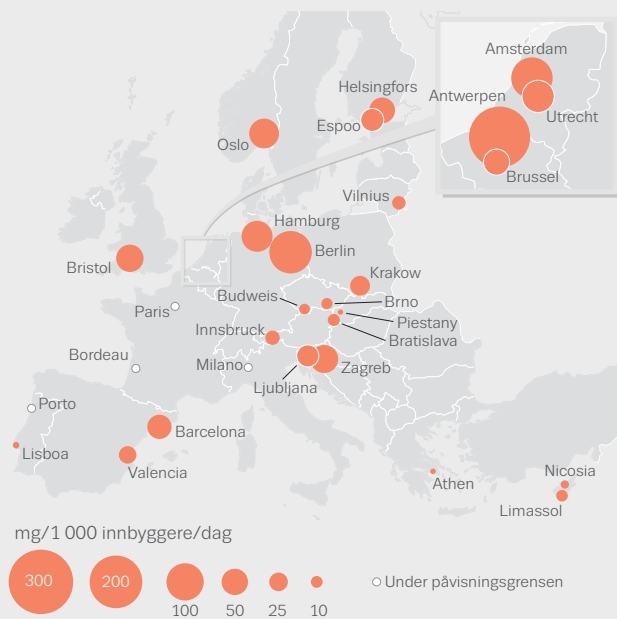 Amsterdam
Antwerpen
Utrecht
Brussel
Helsingfors
Espoo
Oslo
Vilnius
Hamburg
Berlin
Bristol
Krakow
Budweis
Brno
Paris
Piestany
Innsbruck
Bratislava
Bordeau
Milano
Zagreb
Ljubljana
Porto
Barcelona
Lisboa
Valencia
Nicosia
Athen
Limassol
mg/1 000 innbyggere/dag
300
200
100
50
25
10
Under påvisningsgrensen